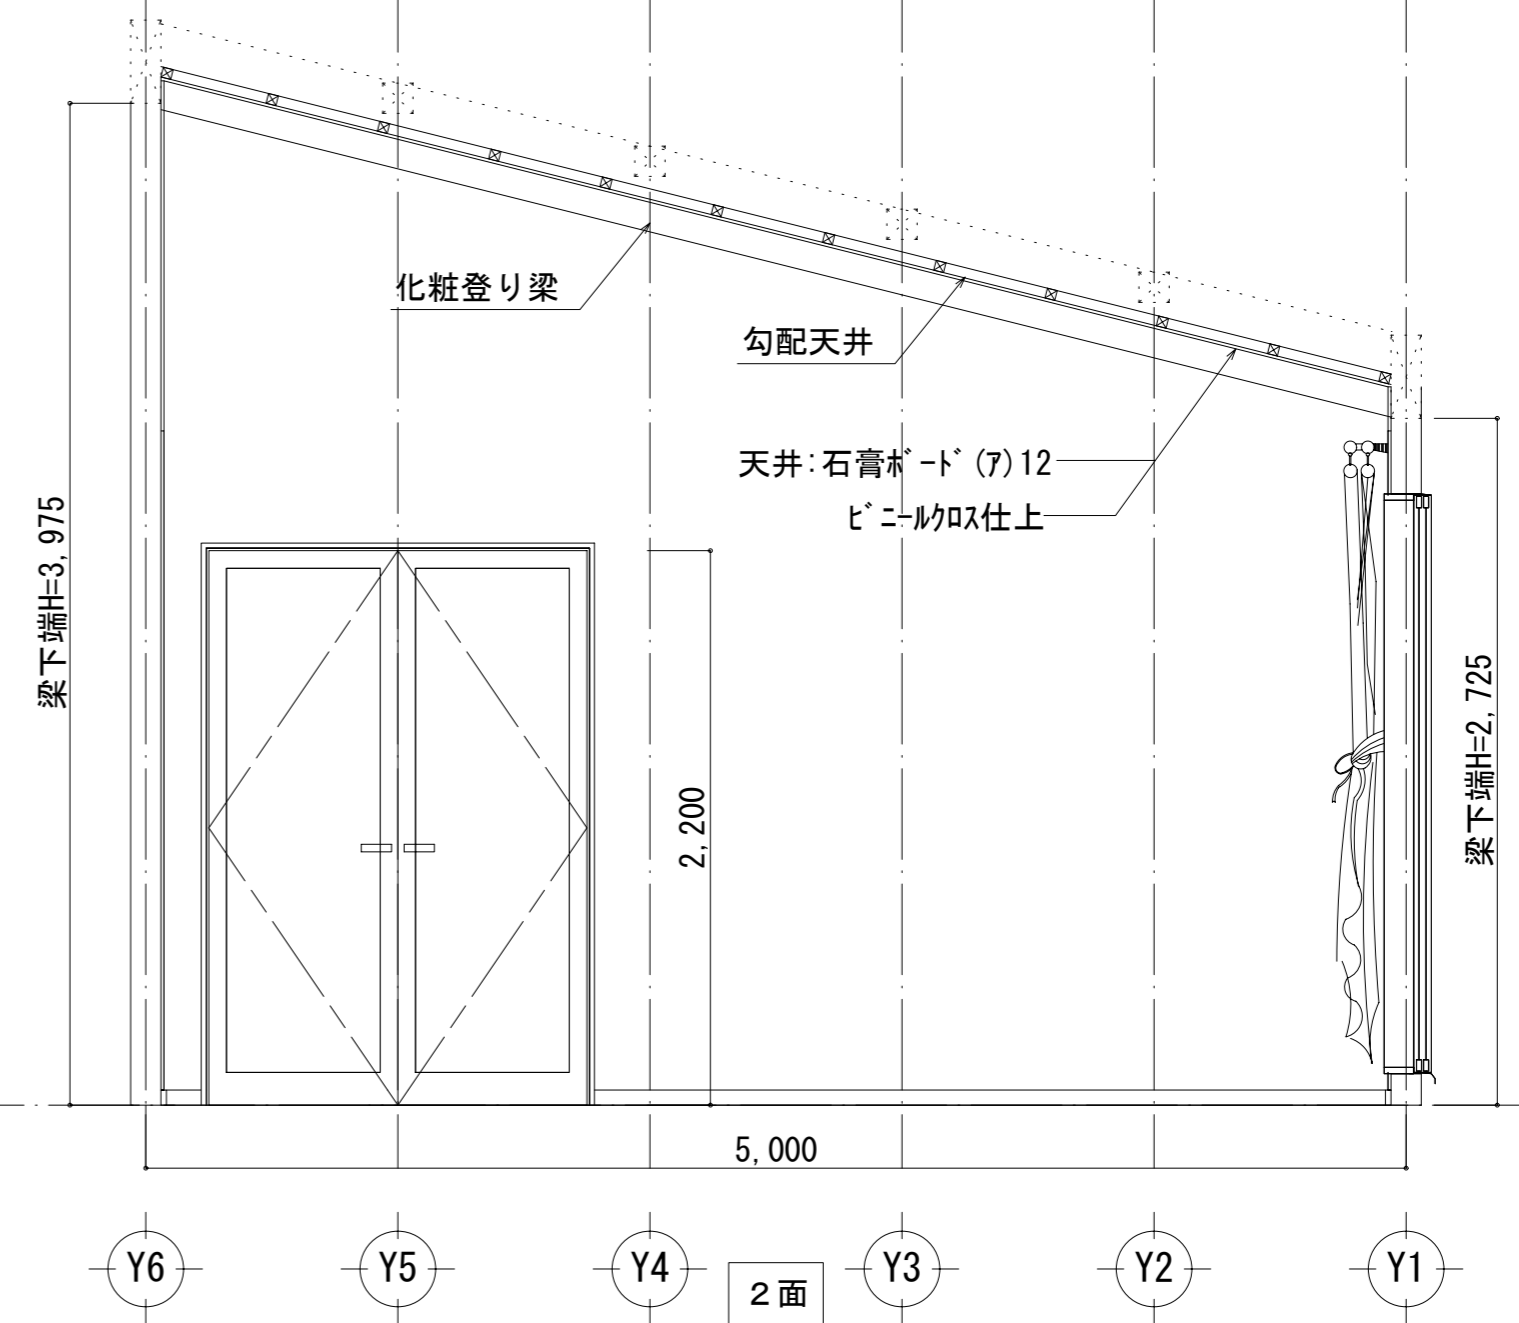 化粧登り梁
勾配天井
天井:石膏ﾎﾞｰﾄﾞ(ｱ)12
ﾋﾞﾆｰﾙｸﾛｽ仕上
梁下端H=3,975
2,200
梁下端H=2,725
5,000
Y6
Y5
Y4
Y3
Y2
Y1
２面